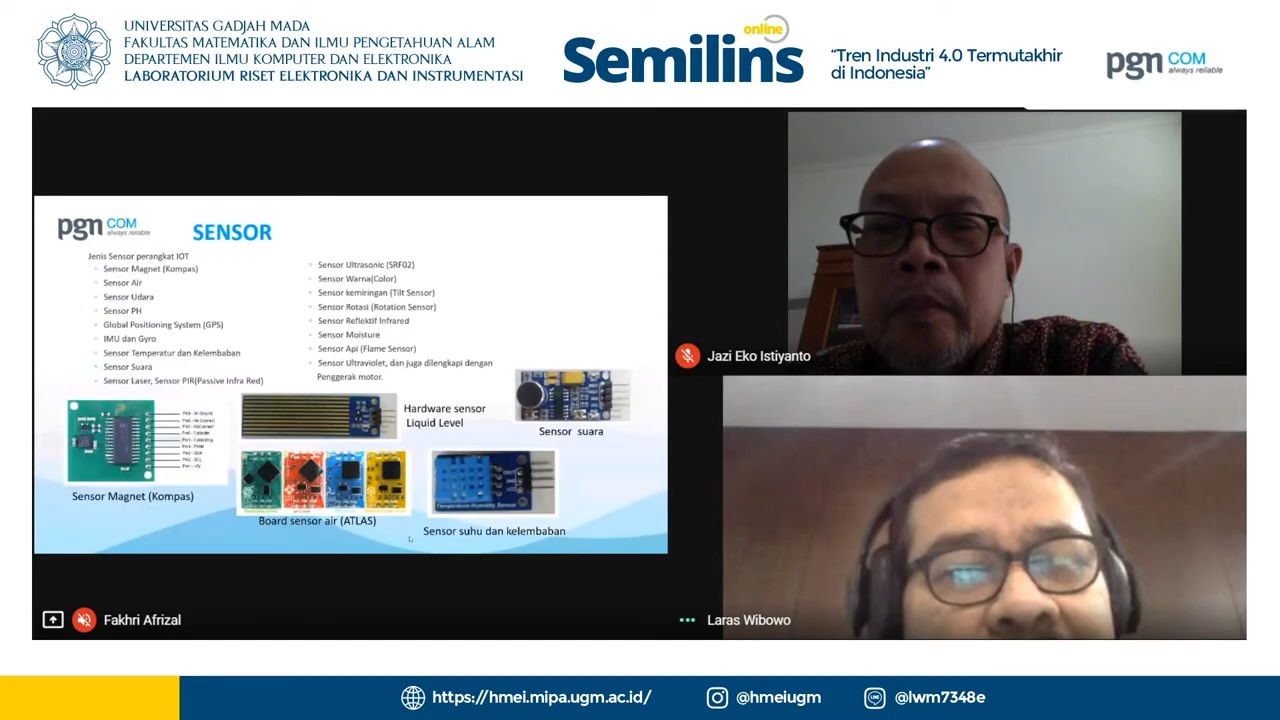 UNIVERSITAS GADJAH MADA
FAKULTAS MATEMATIKA DAN ILMU PENGETAHUAN ALAM
DEPARTEMEN ILMU KOMPUTER DAN ELEKTRONIKA
LABORATORIUM RISET ELEKTRONIKA DAN INSTRUMENTASI
online
Semilins
“Tren Industri 4.0 Termutakhir
di Indonesia”
pgn COM
always reliable
pgn COM
always reliable
SENSOR
Jenis Sensor perangkat IOT
Sensor Magnet (Kompas)
Sensor Air
Sensor Udara
Sensor PH
Global Positioning System (GPS)
IMU dan Gyro
Sensor Temperatur dan Kelembaban
Sensor Suara
Sensor Laser, Sensor PIR(Passive Infra Red)
Sensor Ultrasonic (SRF02)
Sensor Warna(Color)
Sensor kemiringan (Tilt Sensor)
Sensor Rotasi (Rotation Sensor)
Sensor Reflektif Infrared
Sensor Moisture
Sensor Api (Flame Sensor)
Sensor Ultraviolet, dan juga dilengkapi dengan
Penggerak motor.
Hardware sensor
Liquid Level
Sensor suara
Sensor Magnet (Kompas)
Board sensor air (ATLAS)
Temperature-Humidity Sensor
Sensor suhu dan kelembaban
Jazi Eko Istiyanto
Fakhri Afrizal
Laras Wibowo
https://hmei.mipa.ugm.ac.id/
@hmeiugm
@lwm7348e